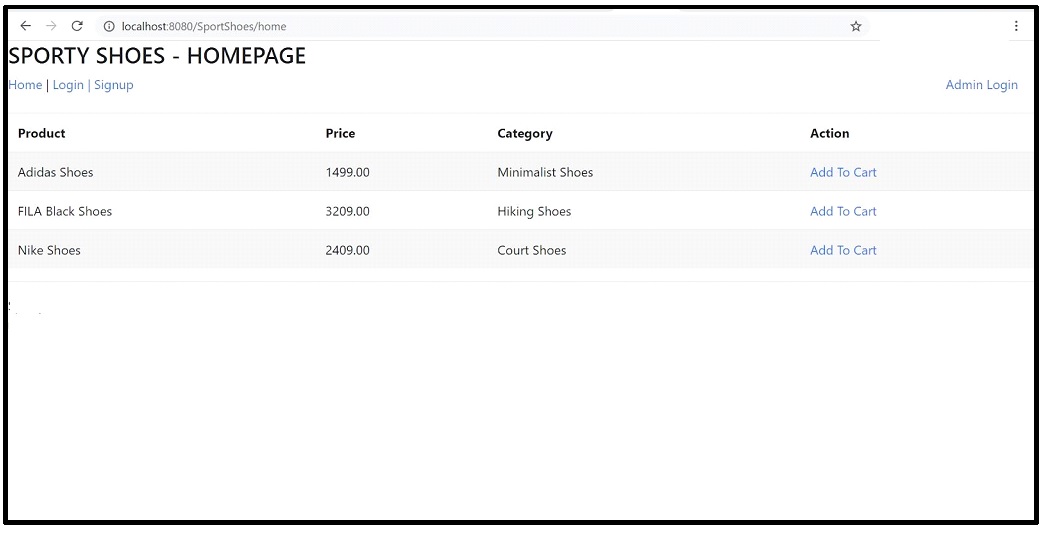 localhost:8080/SportShoes/home
SPORTY SHOES - HOMEPAGE
Home | Login | Signup Admin Login
Product Price Category Action
Adidas Shoes 1499.00 Minimalist Shoes Add To Cart
FILA Black Shoes 3209.00 Hiking Shoes Add To Cart
Nike Shoes 2409.00 Court Shoes Add To Cart